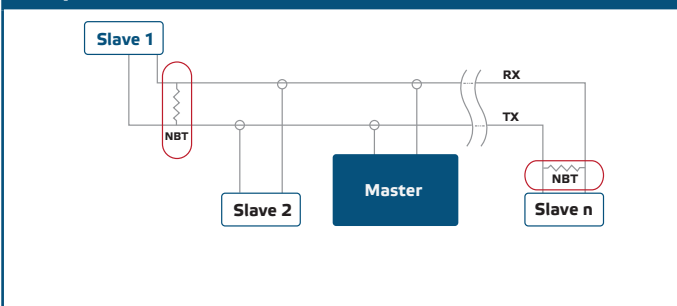 Slave 1
RX
TX
NBT
NBT
Master
Slave 2
Slave n